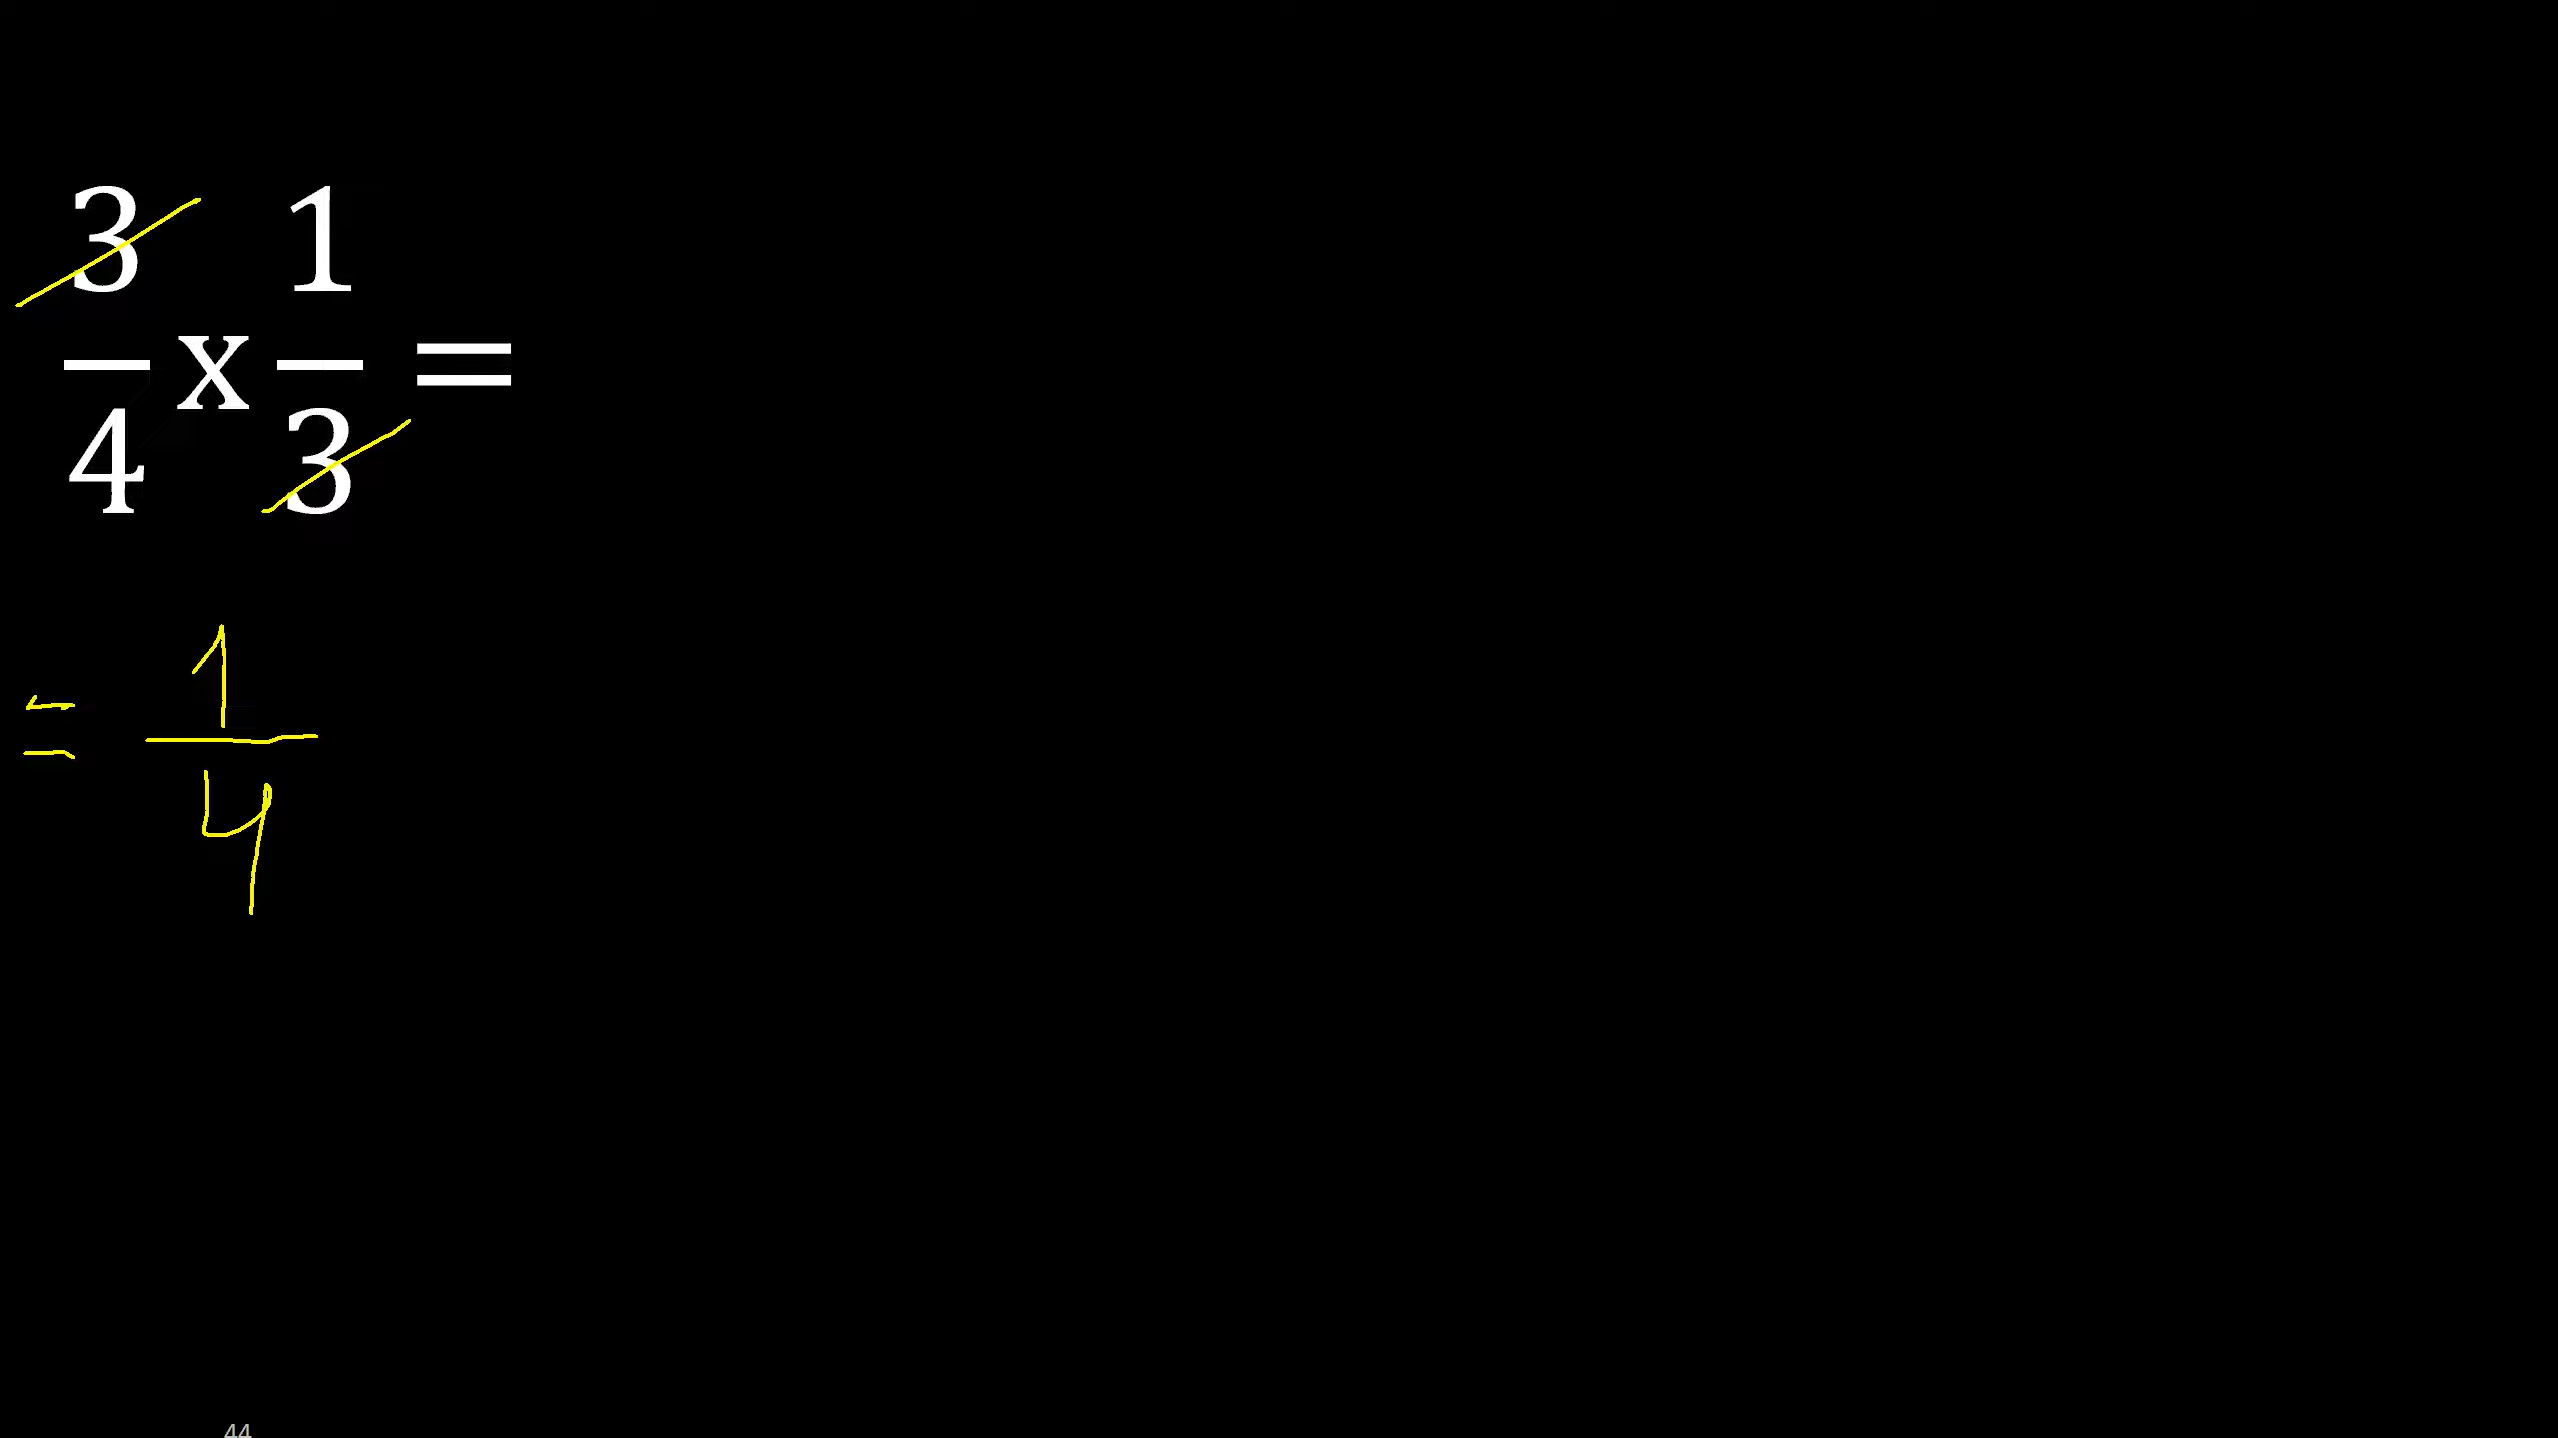 3/4 x 1/3 =
= 1/4
44